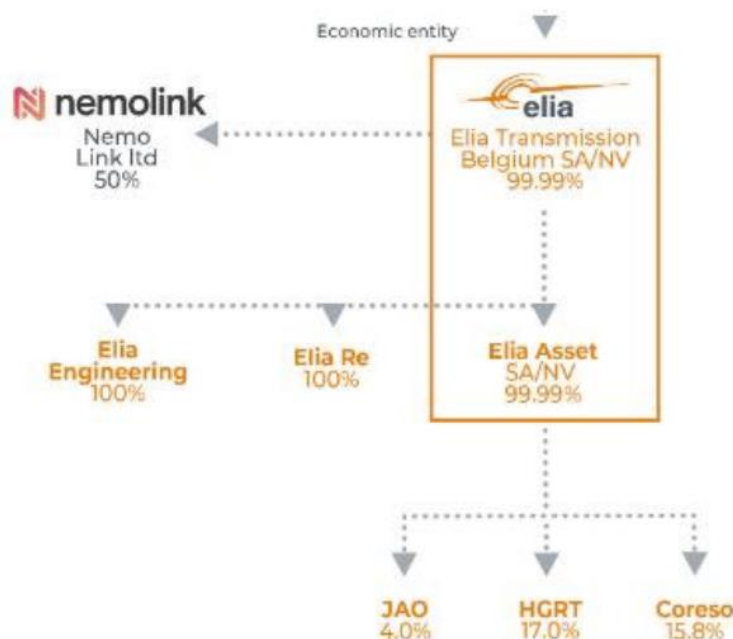 Economic entity
nemolink
Nemo
Link ltd
50%
elia
Elia Transmission
Belgium SA/NV
99.99%
Elia
Engineering
100%
Elia Re
100%
Elia Asset
SA/NV
99.99%
JAO
4.0%
HGRT
17.0%
Coreso
15.8%